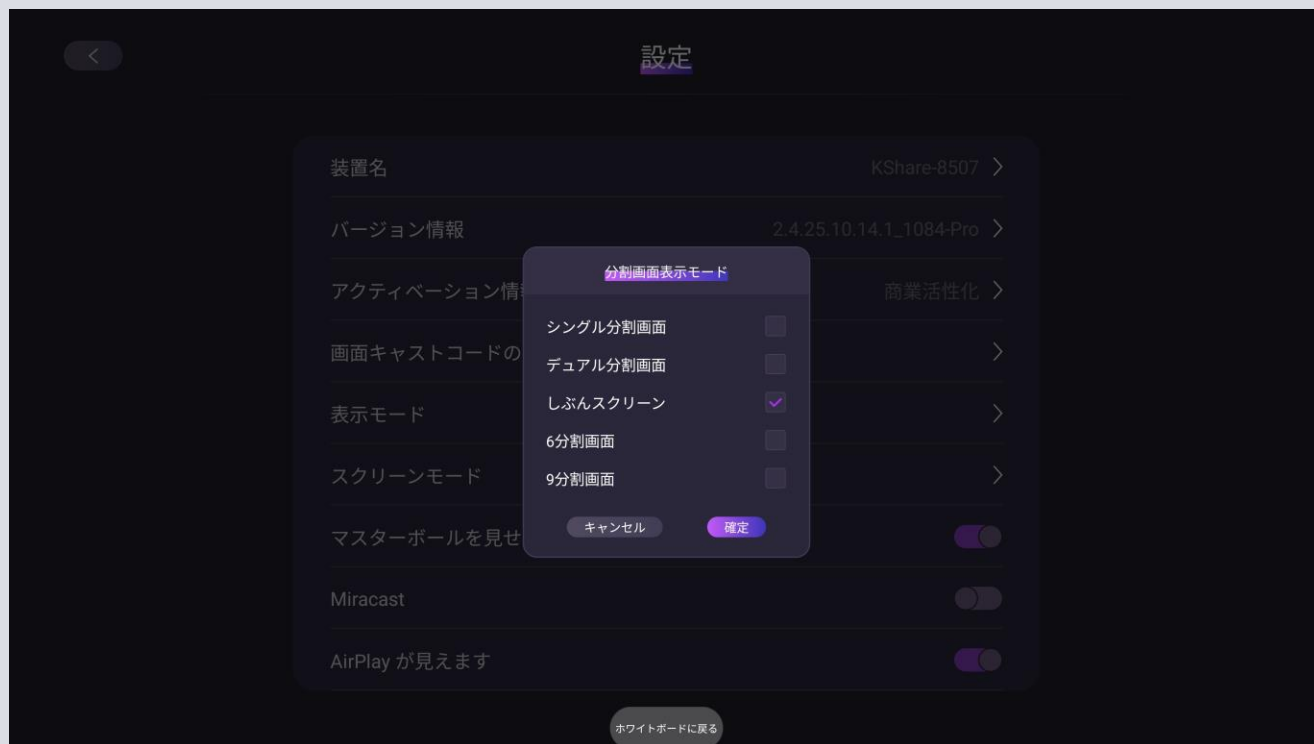 設定
装置名
KShare-8507
バージョン情報
2.4.25.10.14.1_1084-Pro
アクティベーション情
商業活性化
画面キャストコードの
表示モード
スクリーンモード
マスターボールを見せ
Miracast
AirPlay が見えます
分割画面表示モード
シングル分割画面
デュアル分割画面
しぶんスクリーン
6分割画面
9分割画面
キャンセル
確定
ホワイトボードに戻る